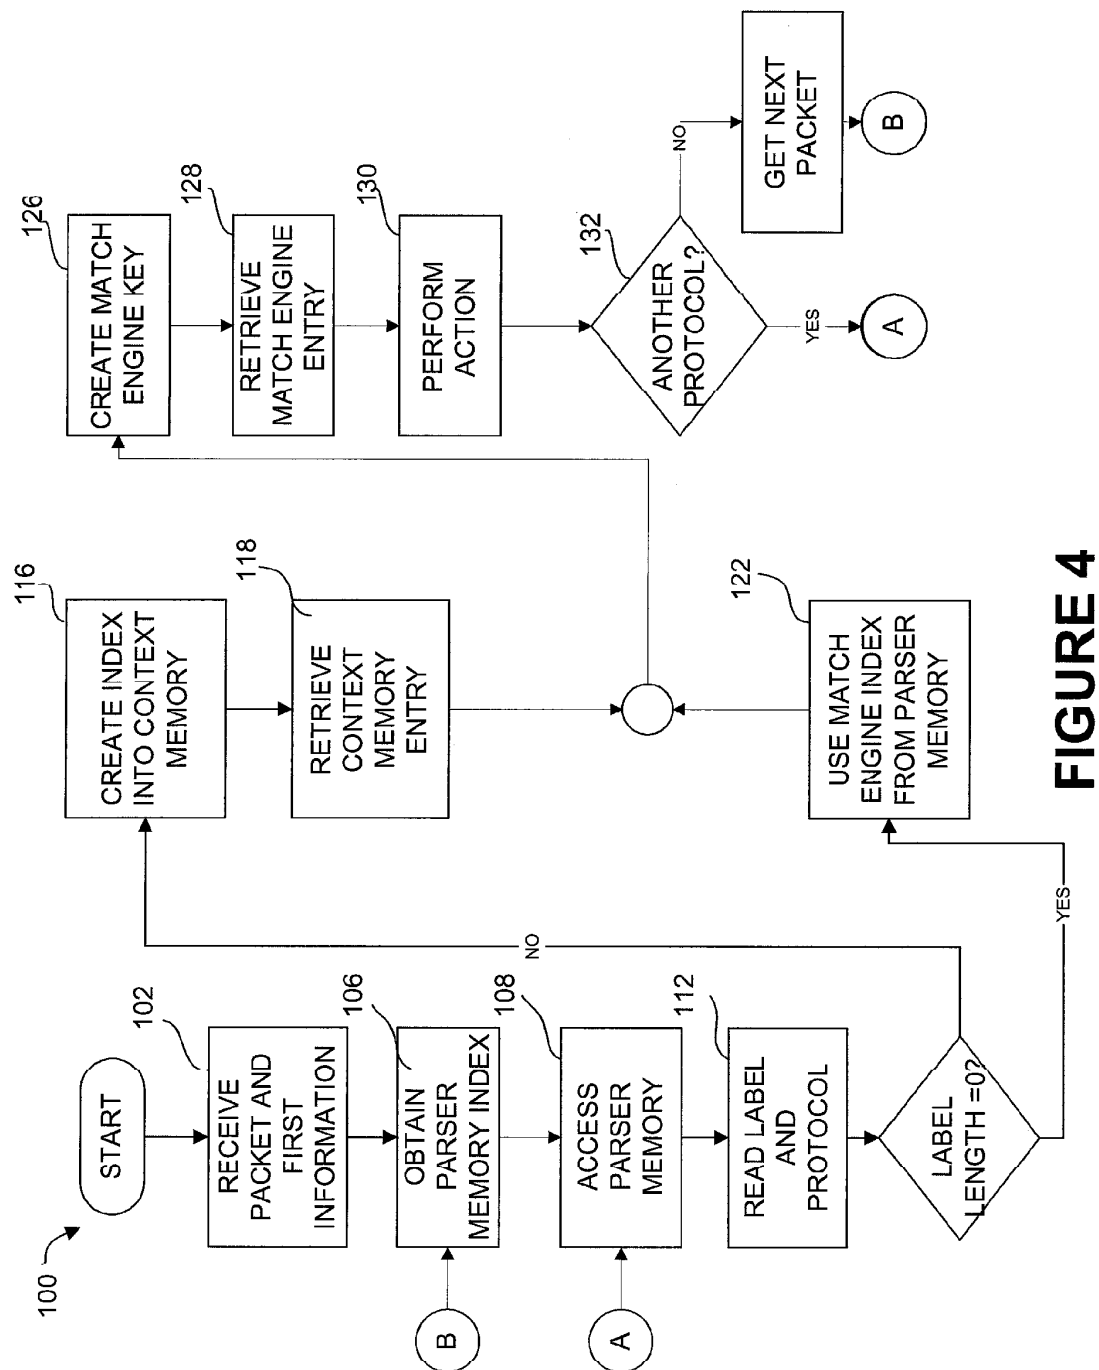 100
START
102
RECEIVE
PACKET AND
FIRST
INFORMATION
B
106
OBTAIN
PARSER
MEMORY INDEX
A
108
ACCESS
PARSER
MEMORY
112
READ LABEL
AND
PROTOCOL
LABEL
LENGTH =0?
NO
YES
116
CREATE INDEX
INTO CONTEXT
MEMORY
118
RETRIEVE
CONTEXT
MEMORY
ENTRY
122
USE MATCH
ENGINE INDEX
FROM PARSER
MEMORY
126
CREATE MATCH
ENGINE KEY
128
RETRIEVE
MATCH ENGINE
ENTRY
130
PERFORM
ACTION
132
ANOTHER
PROTOCOL?
NO
YES
GET NEXT
PACKET
B
A
FIGURE 4